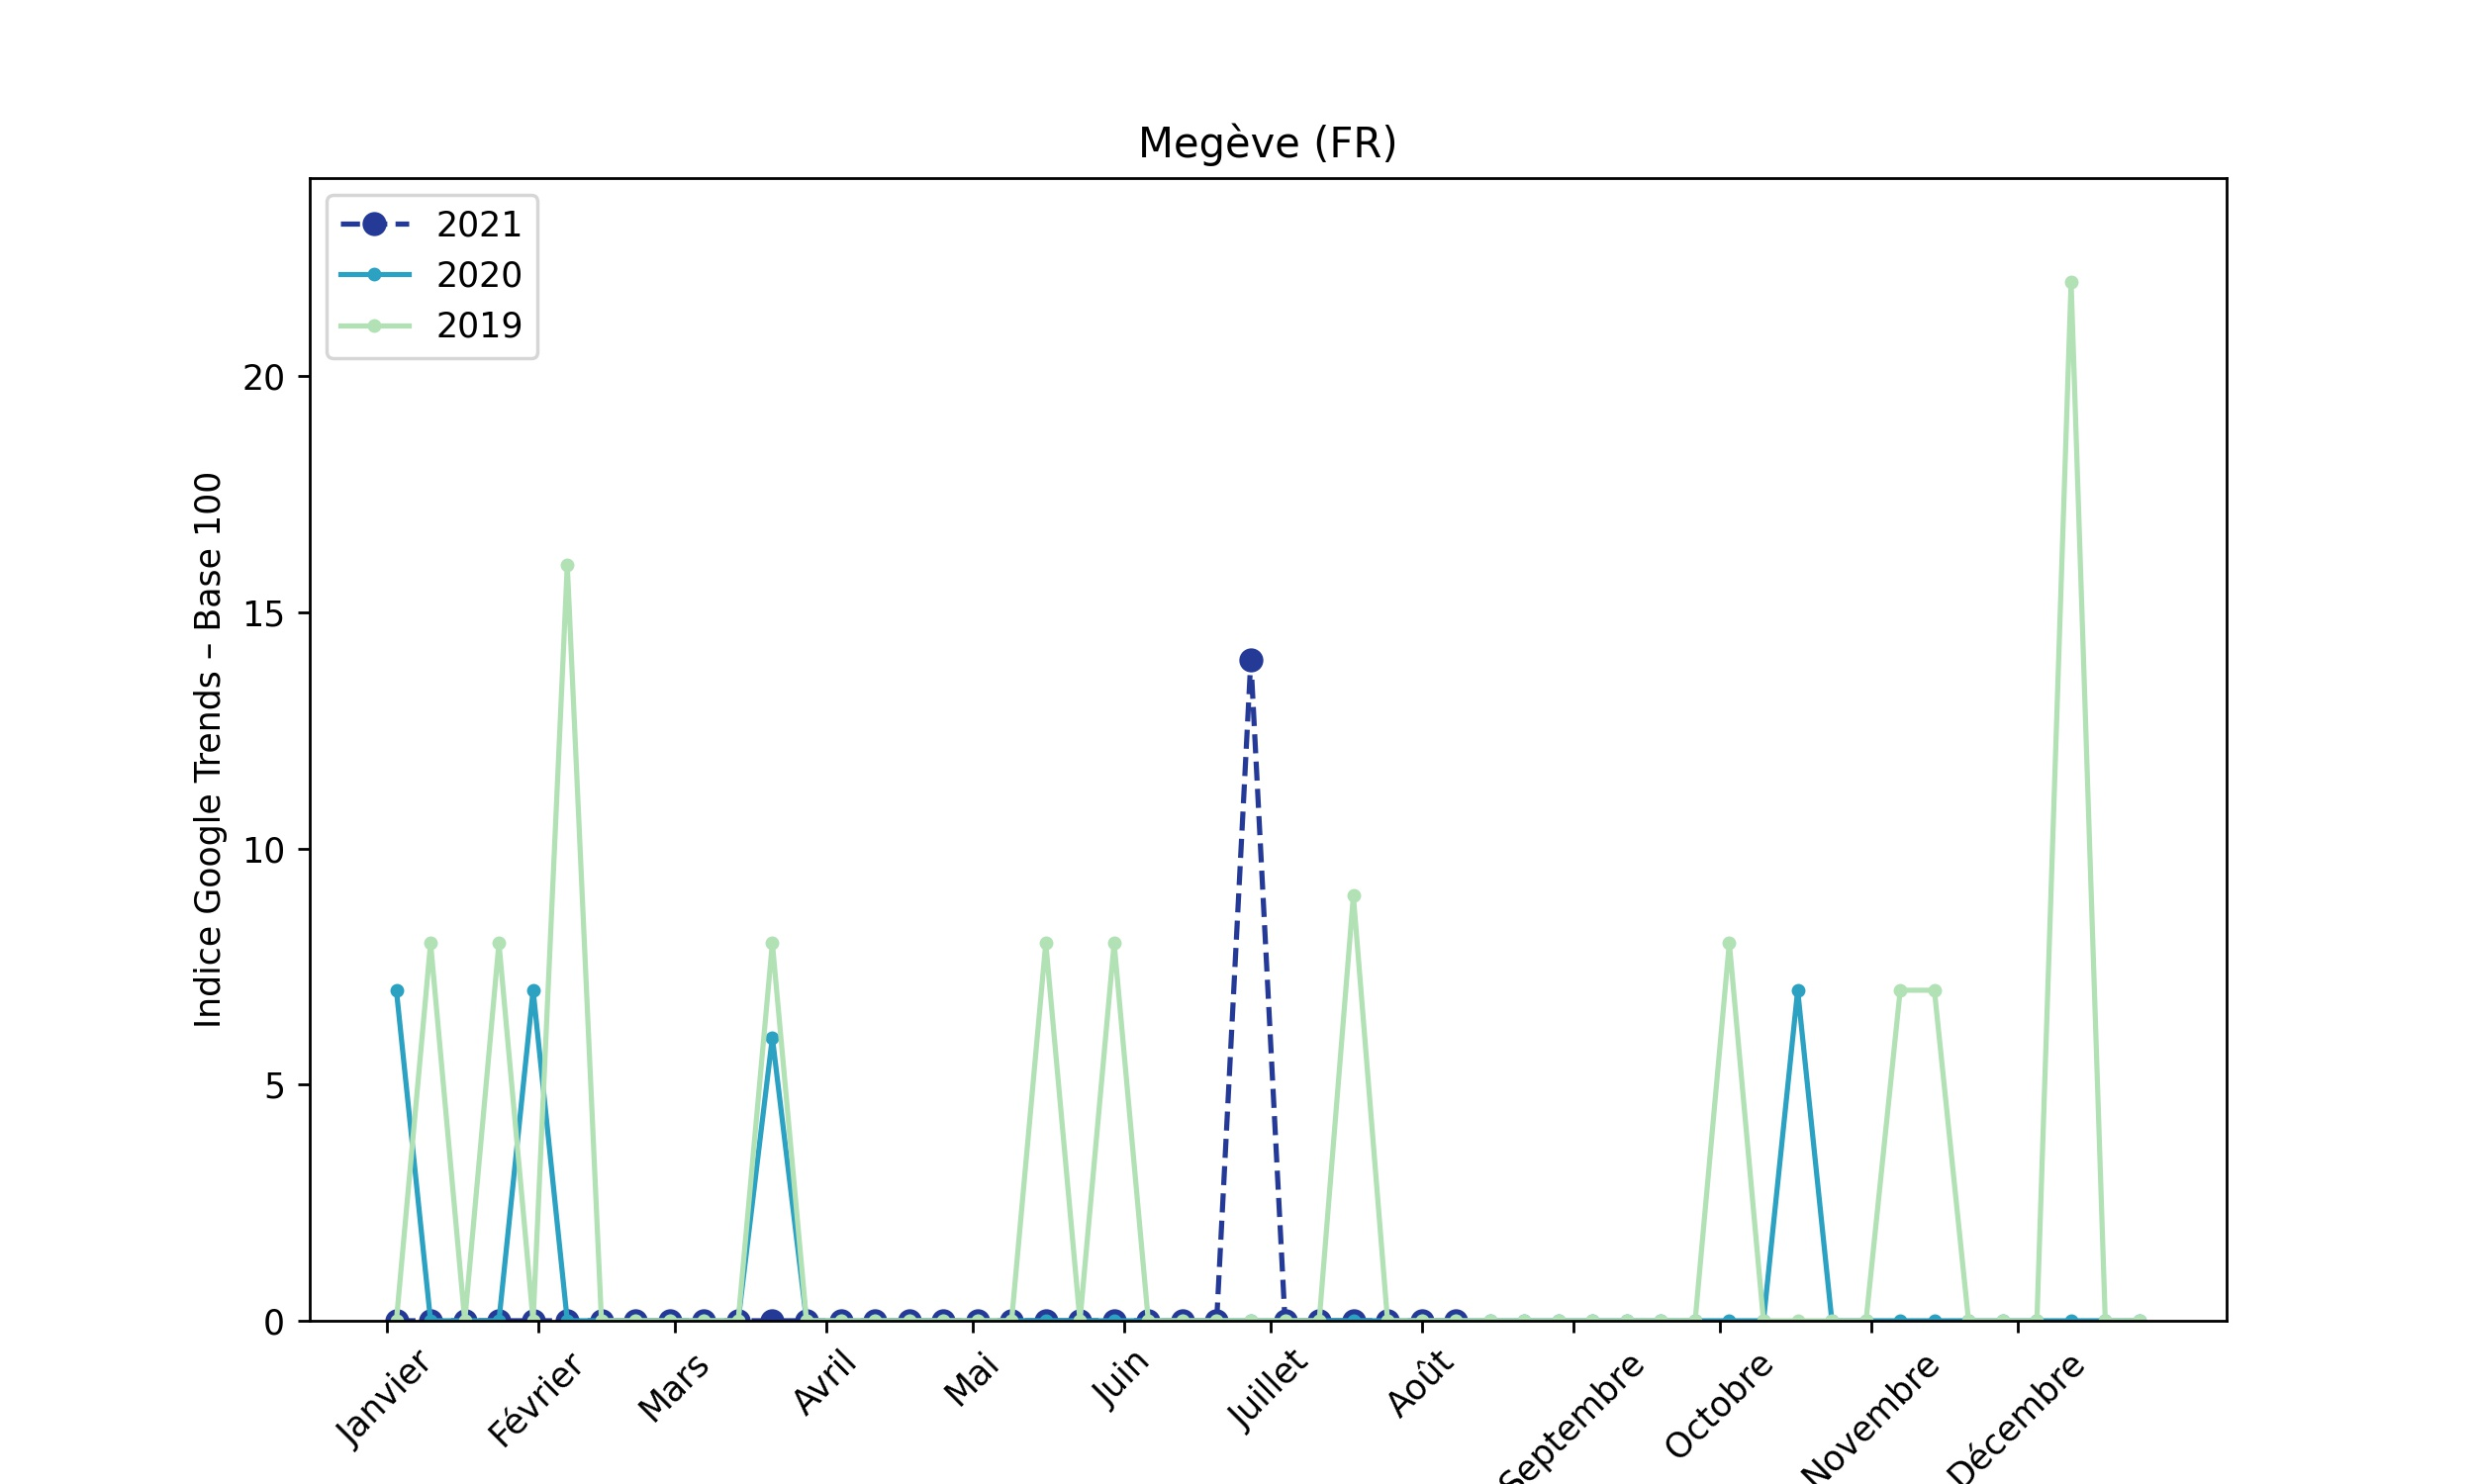 Megève (FR)
2021
2020
2019
Indice Google Trends – Base 100
20
15
10
5
0
Janvier
Février
Mars
Avril
Mai
Juin
Juillet
Août
Septembre
Octobre
Novembre
Décembre